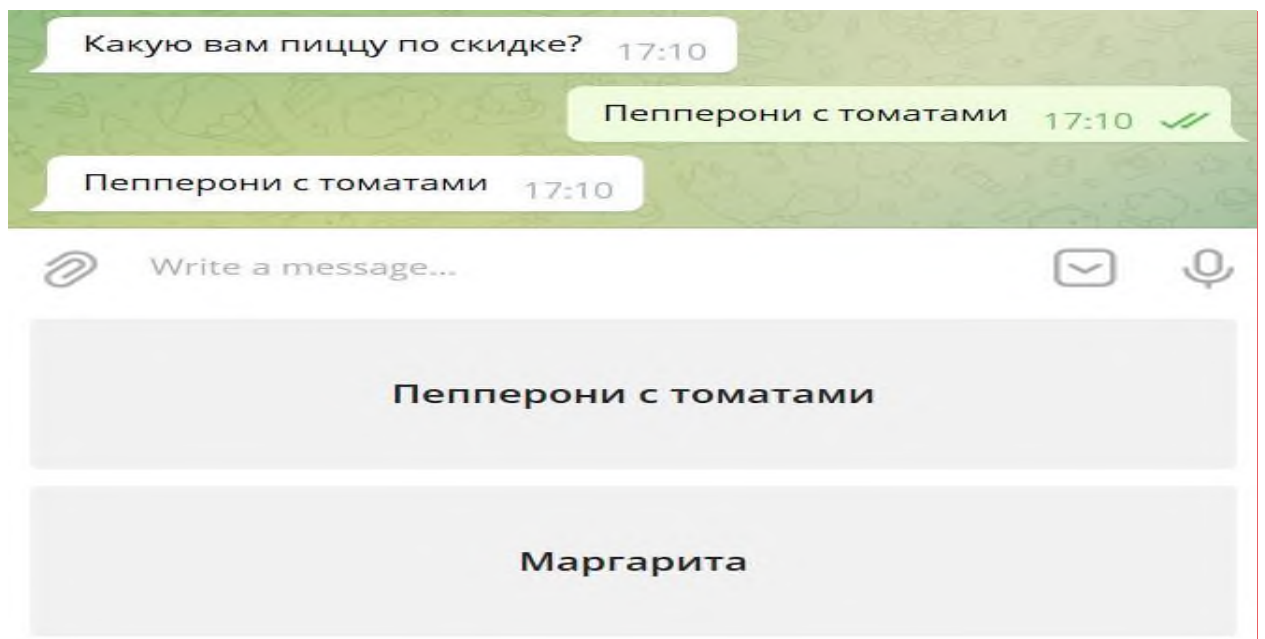 Какую вам пиццу по скидке? 17:10
Пепперони с томатами 17:10
Пепперони с томатами 17:10
Write a message...
Пепперони с томатами
Маргарита